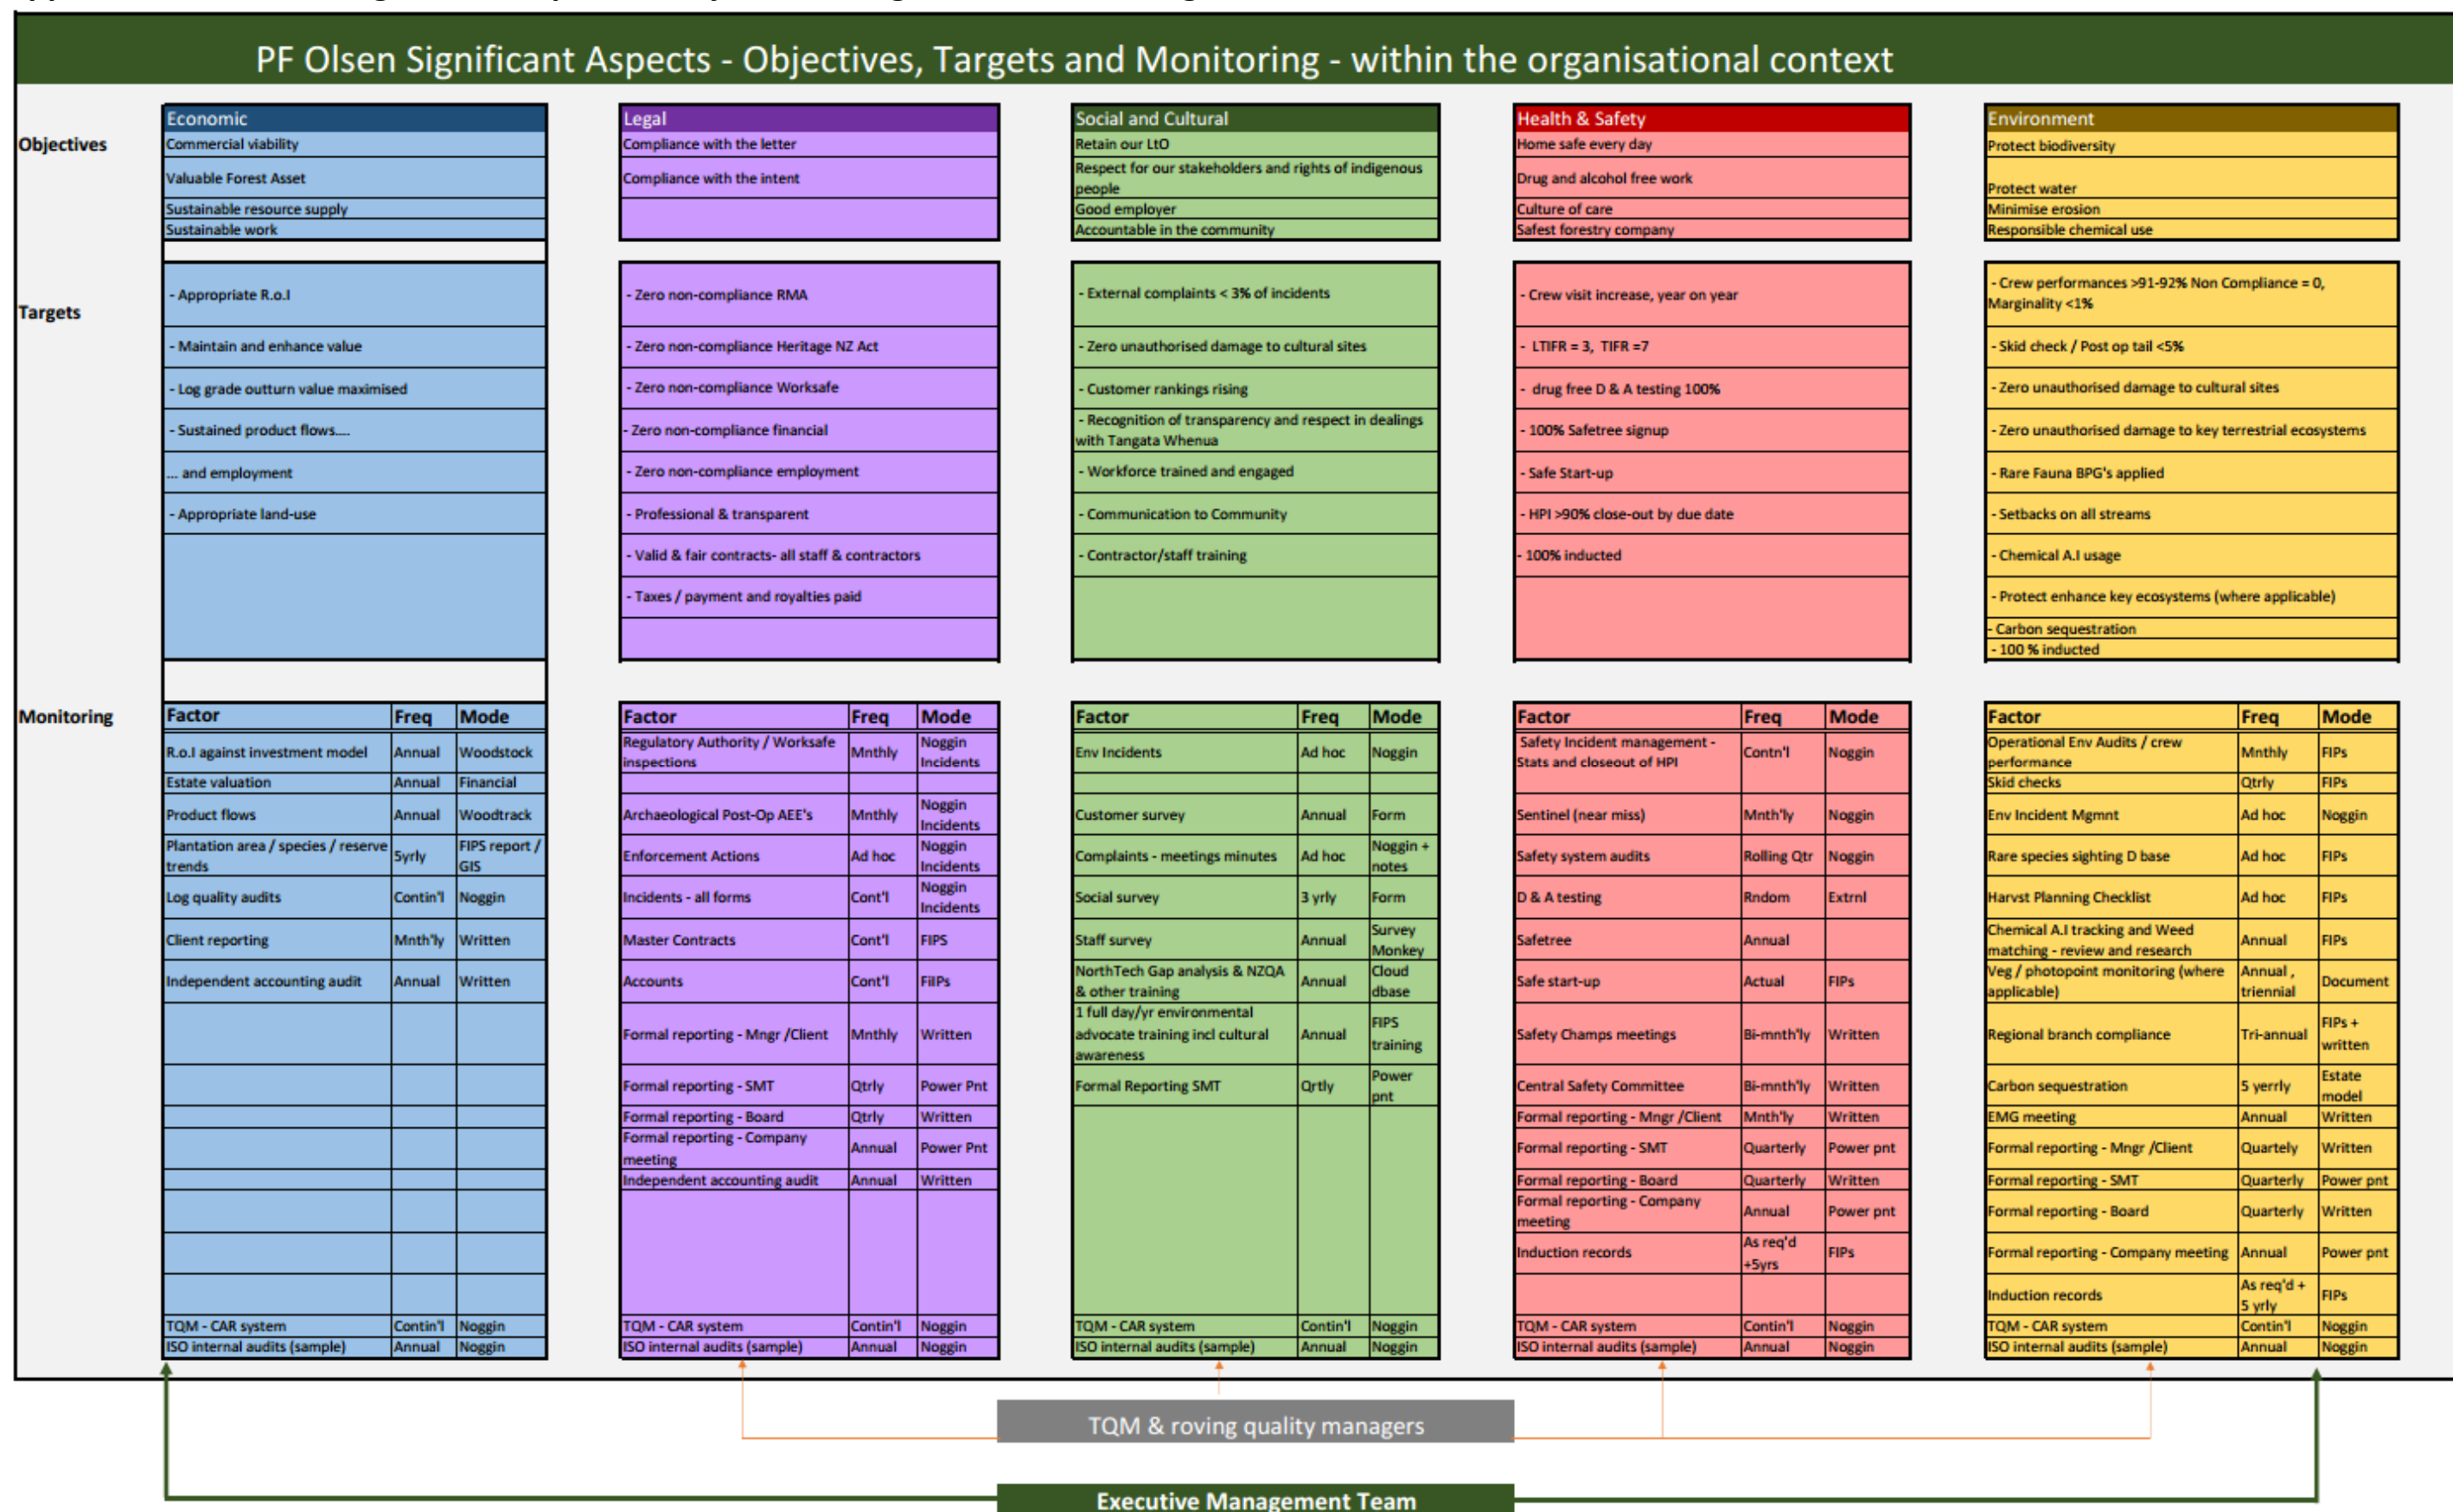 PF Olsen Significant Aspects - Objectives, Targets and Monitoring - within the organisational context
Objectives
Economic
Commercial viability
Valuable Forest Asset
Sustainable resource supply
Sustainable work
Legal
Compliance with the letter
Compliance with the intent
Social and Cultural
Retain our LtO
Respect for our stakeholders and rights of indigenous
people
Good employer
Accountable in the community
Health & Safety
Home safe every day
Drug and alcohol free work
Culture of care
Safest forestry company
Environment
Protect biodiversity
Protect water
Minimise erosion
Responsible chemical use
Targets
- Appropriate R.o.I
- Maintain and enhance value
- Log grade outturn value maximised
- Sustained product flows....
... and employment
- Appropriate land-use
- Zero non-compliance RMA
- Zero non-compliance Heritage NZ Act
- Zero non-compliance Worksafe
- Zero non-compliance financial
- Zero non-compliance employment
- Professional & transparent
- Valid & fair contracts- all staff & contractors
- Taxes / payment and royalties paid
- External complaints < 3% of incidents
- Zero unauthorised damage to cultural sites
- Customer rankings rising
- Recognition of transparency and respect in dealings
with Tangata Whenua
- Workforce trained and engaged
- Communication to Community
- Contractor/staff training
- Crew visit increase, year on year
- LTIFR = 3, TIFR =7
- drug free D & A testing 100%
- 100% Safetree signup
- Safe Start-up
- HPI >90% close-out by due date
- 100% inducted
- Crew performances >91-92% Non Compliance = 0,
Marginality <1%
- Skid check / Post op tail <5%
- Zero unauthorised damage to cultural sites
- Zero unauthorised damage to key terrestrial ecosystems
- Rare Fauna BPG's applied
- Setbacks on all streams
- Chemical A.I usage
- Protect enhance key ecosystems (where applicable)
- Carbon sequestration
- 100 % inducted
Monitoring
Factor Freq Mode
R.o.I against investment model Annual Woodstock
Estate valuation Annual Financial
Product flows Annual Woodtrack
Plantation area / species / reserve
trends 5yrly FIPS report /
GIS
Log quality audits Contin'l Noggin
Client reporting Mnth'ly Written
Independent accounting audit Annual Written
TQM - CAR system Contin'l Noggin
ISO internal audits (sample) Annual Noggin
Factor Freq Mode
Regulatory Authority / Worksafe
inspections Mnthly Noggin
Incidents
Archaeological Post-Op AEE's Mnthly Noggin
Incidents
Enforcement Actions Ad hoc Noggin
Incidents
Incidents - all forms Cont'l Noggin
Incidents
Master Contracts Cont'l FIPS
Accounts Cont'l FiIPs
Formal reporting - Mngr /Client Mnthly Written
Formal reporting - SMT Qtrly Power Pnt
Formal reporting - Board Qtrly Written
Formal reporting - Company
meeting Annual Power Pnt
Independent accounting audit Annual Written
TQM - CAR system Contin'l Noggin
ISO internal audits (sample) Annual Noggin
Factor Freq Mode
Env Incidents Ad hoc Noggin
Customer survey Annual Form
Complaints - meetings minutes Ad hoc Noggin +
notes
Social survey 3 yrly Form
Staff survey Annual Survey
Monkey
NorthTech Gap analysis & NZQA
& other training Annual Cloud
dbase
1 full day/yr environmental
advocate training incl cultural
awareness Annual FIPS
training
Formal Reporting SMT Qrtly Power
pnt
TQM - CAR system Contin'l Noggin
ISO internal audits (sample) Annual Noggin
Factor Freq Mode
Safety Incident management -
Stats and closeout of HPI Contn'l Noggin
Sentinel (near miss) Mnth'ly Noggin
Safety system audits Rolling Qtr Noggin
D & A testing Rndom Extrnl
Safetree Annual
Safe start-up Actual FIPs
Safety Champs meetings Bi-mnth'ly Written
Central Safety Committee Bi-mnth'ly Written
Formal reporting - Mngr /Client Mnth'ly Written
Formal reporting - SMT Quarterly Power pnt
Formal reporting - Board Quarterly Written
Formal reporting - Company
meeting Annual Power pnt
Induction records As req'd
+5yrs FIPs
TQM - CAR system Contin'l Noggin
ISO internal audits (sample) Annual Noggin
Factor Freq Mode
Operational Env Audits / crew
performance Mnthly FIPs
Skid checks Qtrly FIPs
Env Incident Mgmnt Ad hoc Noggin
Rare species sighting D base Ad hoc FIPs
Harvst Planning Checklist Ad hoc FIPs
Chemical A.I tracking and Weed
matching - review and research Annual FIPs
Veg / photopoint monitoring (where
applicable) Annual ,
triennial Document
Regional branch compliance Tri-annual FIPs +
written
Carbon sequestration 5 yerrly Estate
model
EMG meeting Annual Written
Formal reporting - Mngr /Client Quartely Written
Formal reporting - SMT Quarterly Power pnt
Formal reporting - Board Quarterly Written
Formal reporting - Company meeting Annual Power pnt
Induction records As req'd +
5 yrly FIPs
TQM - CAR system Contin'l Noggin
ISO internal audits (sample) Annual Noggin
TQM & roving quality managers
Executive Management Team